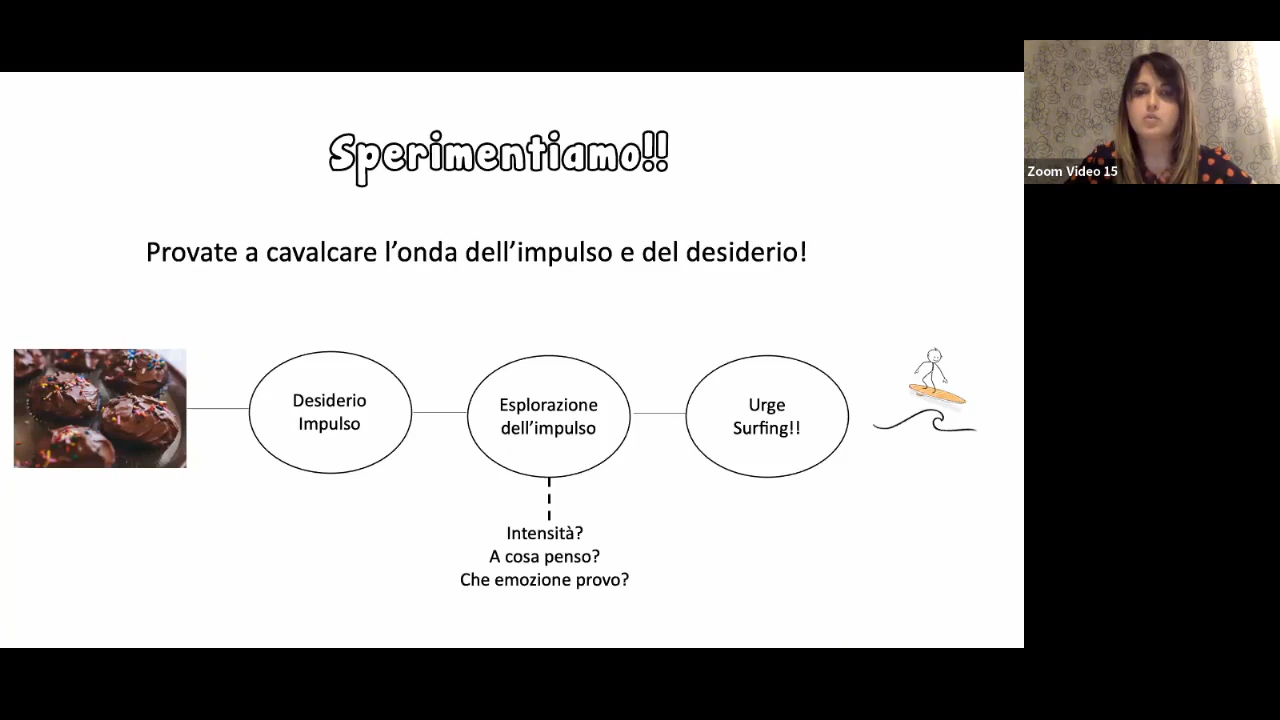 Sperimentiamo!!
Zoom Video 15
Provate a cavalcare l’onda dell’impulso e del desiderio!
Desiderio
Impulso
Esplorazione
dell’impulso
Urge
Surfing!!
Intensità?
A cosa penso?
Che emozione provo?